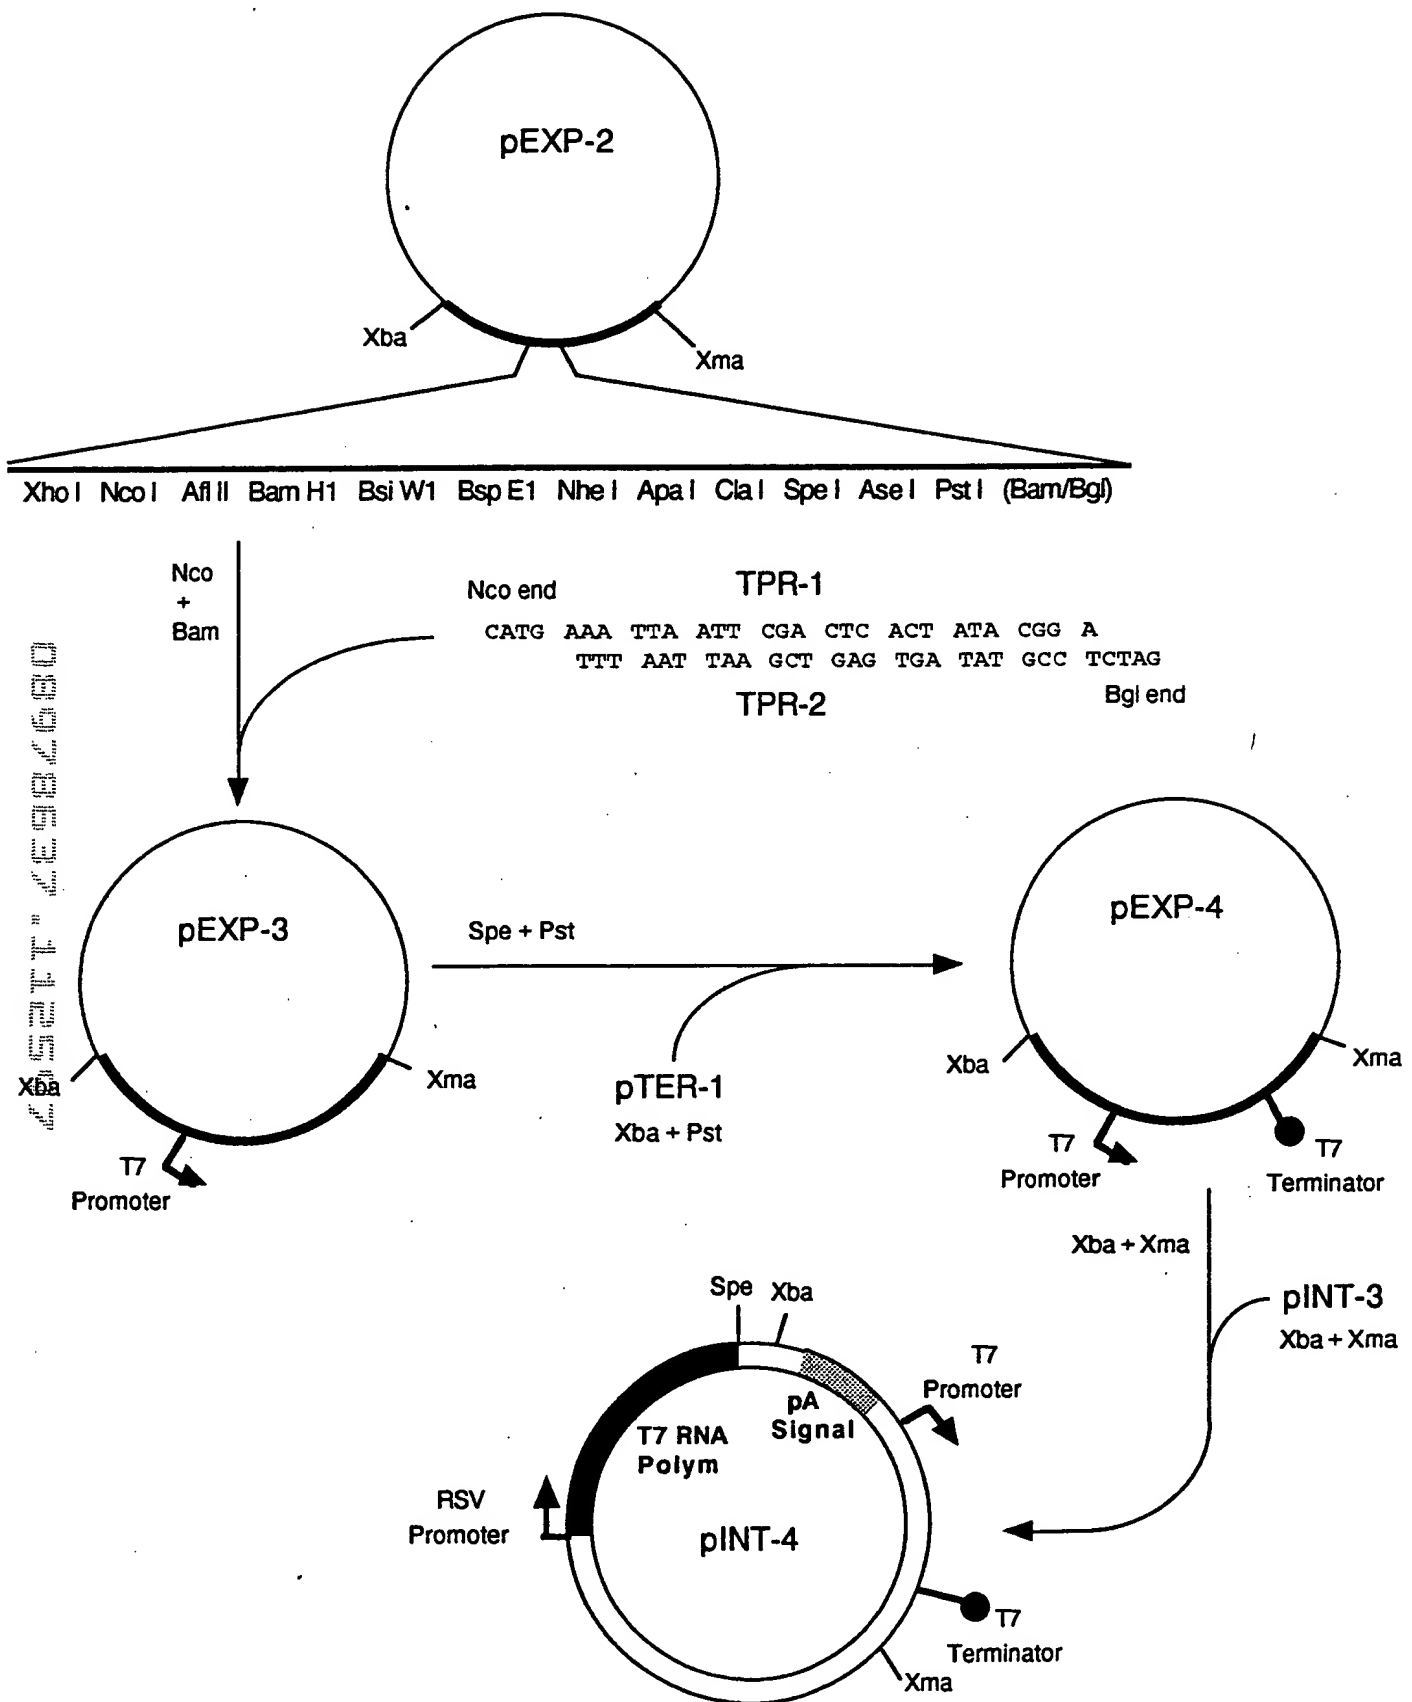 pEXP-2
Xba
Xma
Xho I Nco I Afl II Bam H1 Bsi W1 Bsp E1 Nhe I Apa I Cla I Spe I Ase I Pst I (Bam/Bgl)
Nco
+
Bam
Nco end
TPR-1
CATG AAA TTA ATT CGA CTC ACT ATA CGG A
TTT AAT TAA GCT GAG TGA TAT GCC TCTAG
TPR-2
Bgl end
pEXP-3
Xba
Xma
T7
Promoter
Spe + Pst
pTER-1
Xba + Pst
pEXP-4
Xba
Xma
T7
Promoter
T7
Terminator
Xba + Xma
pINT-3
Xba + Xma
Spe
Xba
T7
Promoter
pA
Signal
T7 RNA
Polym
RSV
Promoter
pINT-4
T7
Terminator
Xma